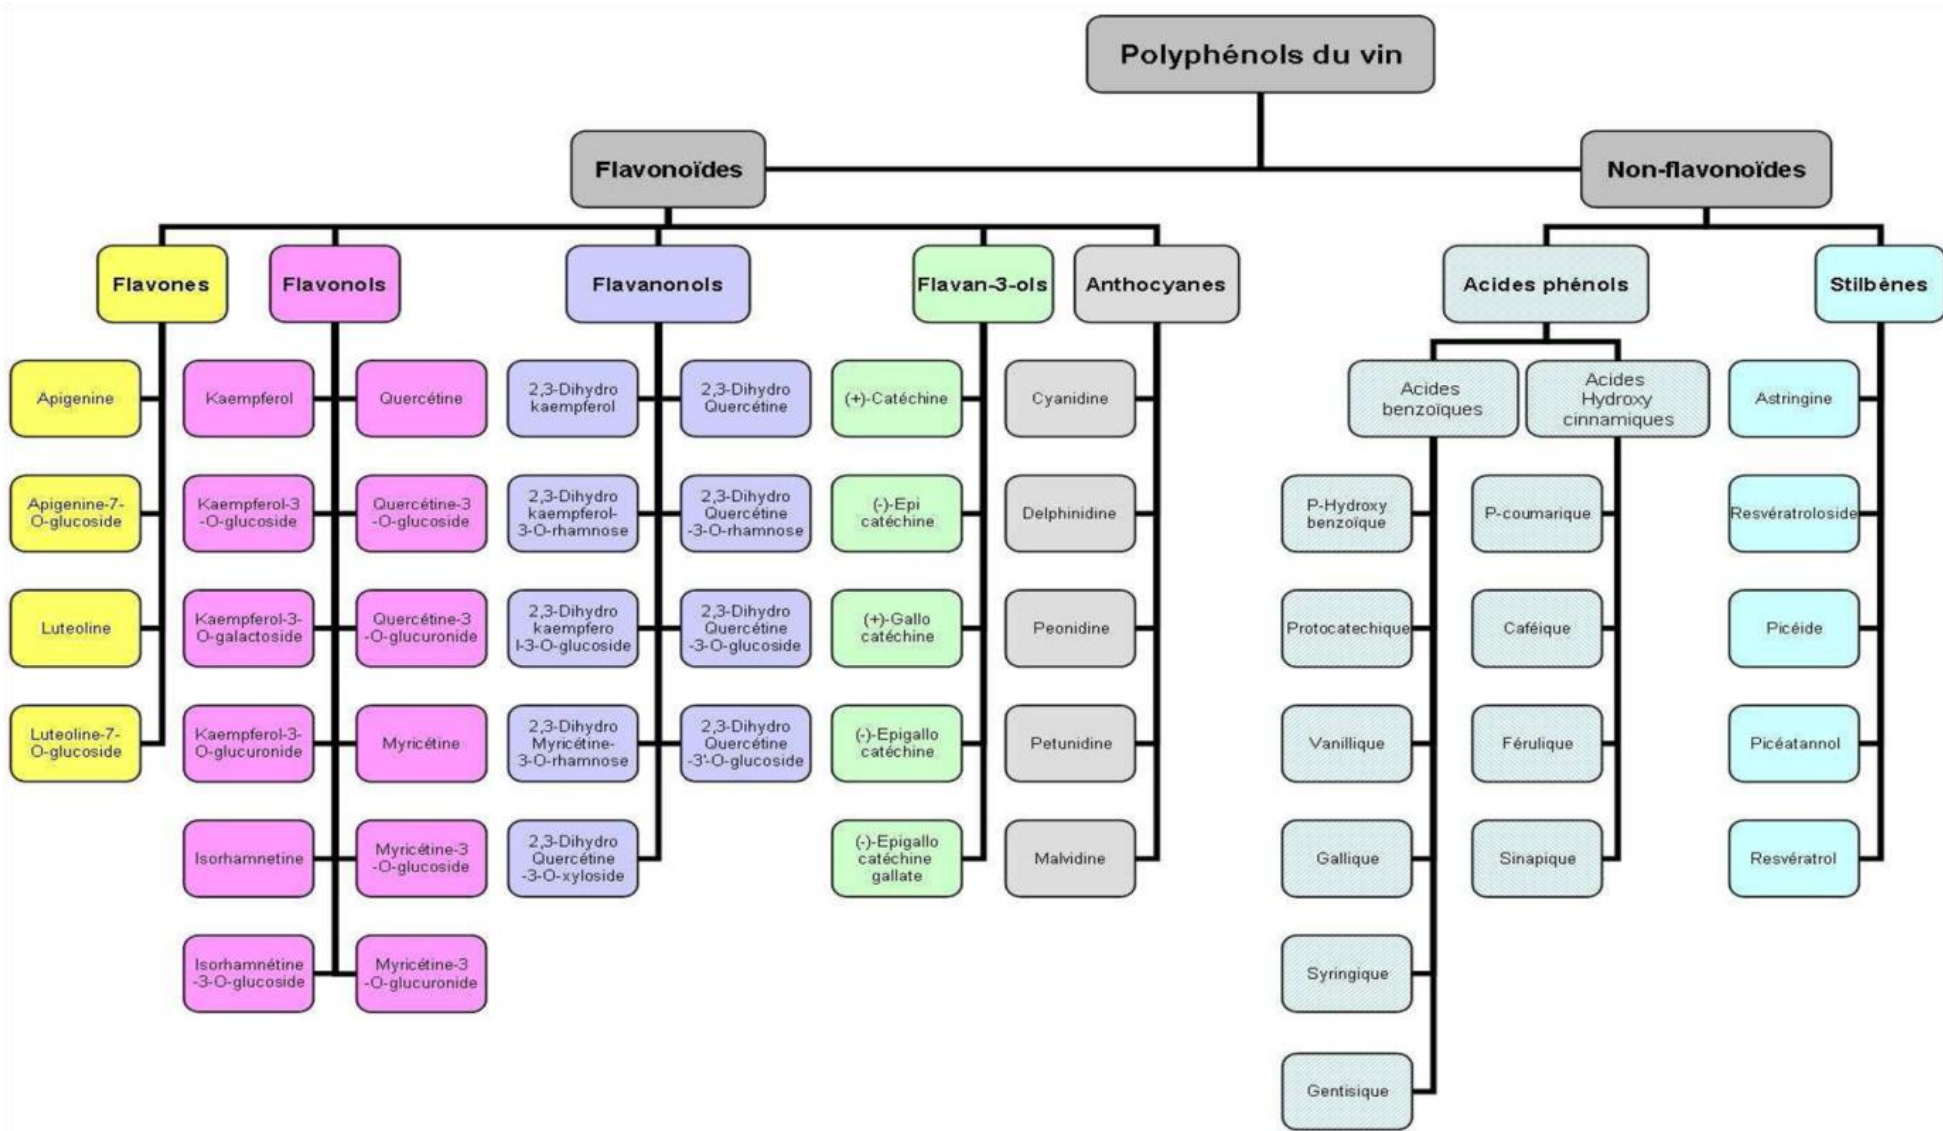 Polyphénols du vin
Flavonoïdes
Non-flavonoïdes
Flavones
Flavonols
Flavanonols
Flavan-3-ols
Anthocyanes
Acides phénols
Stilbènes
Apigenine
Apigenine-7-
O-glucoside
Luteoline
Luteoline-7-
O-glucoside
Kaempferol
Kaempferol-3
-O-glucoside
Kaempferol-3-
O-galactoside
Kaempferol-3-
O-glucuronide
Isorhamnetine
Isorhamnétine
-3-O-glucoside
Quercétine
Quercétine-3
-O-glucoside
Quercétine-3
-O-glucuronide
Myricétine
Myricétine-3
-O-glucoside
Myricétine-3
-O-glucuronide
2,3-Dihydro
kaempferol
2,3-Dihydro
kaempferol-
3-O-rhamnose
2,3-Dihydro
kaempfero
l-3-O-glucoside
2,3-Dihydro
Myricétine-
3-O-rhamnose
2,3-Dihydro
Quercétine
-3-O-xyloside
2,3-Dihydro
Quercétine
2,3-Dihydro
Quercétine
-3-O-rhamnose
2,3-Dihydro
Quercétine
-3-O-glucoside
2,3-Dihydro
Quercétine
-3'-O-glucoside
(+)-Catéchine
(-)-Epi
catéchine
(+)-Gallo
catéchine
(-)-Epigallo
catéchine
(-)-Epigallo
catéchine
gallate
Cyanidine
Delphinidine
Peonidine
Petunidine
Malvidine
Acides
benzoïques
P-Hydroxy
benzoïque
Protocatechique
Vanillique
Gallique
Syringique
Gentisique
Acides
Hydroxy
cinnamiques
P-coumarique
Caféique
Férulique
Sinapique
Astringine
Resvératroloside
Picéide
Picéatannol
Resvératrol